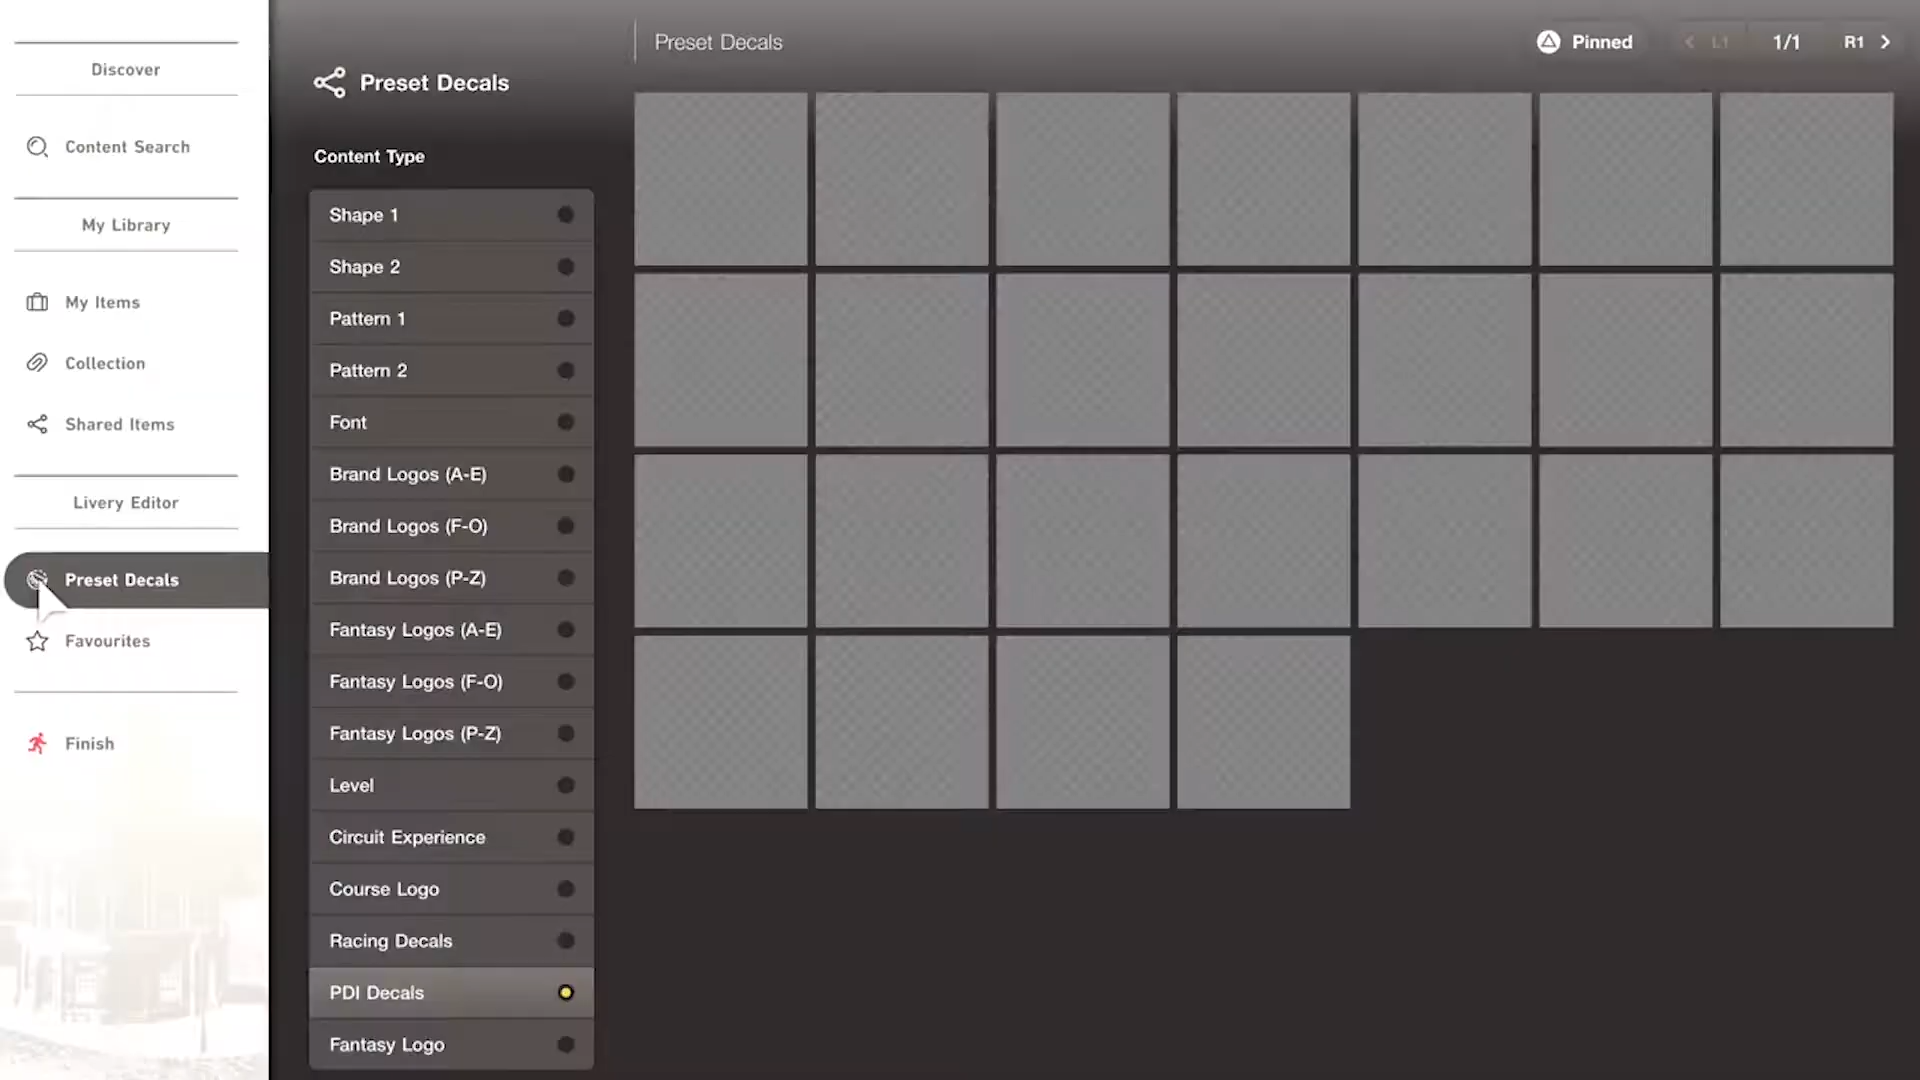 Discover
Content Search
My Library
My Items
Collection
Shared Items
Livery Editor
Preset Decals
Favourites
Finish
Preset Decals
Content Type
Shape 1
Shape 2
Pattern 1
Pattern 2
Font
Brand Logos (A-E)
Brand Logos (F-O)
Brand Logos (P-Z)
Fantasy Logos (A-E)
Fantasy Logos (F-O)
Fantasy Logos (P-Z)
Level
Circuit Experience
Course Logo
Racing Decals
PDI Decals
Fantasy Logo
Preset Decals
Pinned
L1 1/1 R1